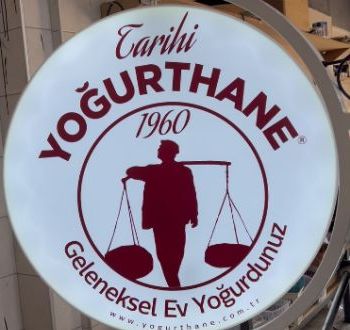 Tarihi
YOĞURTHANE®
1960
Geleneksel Ev Yoğurdunuz
www.yogurthane.com.tr